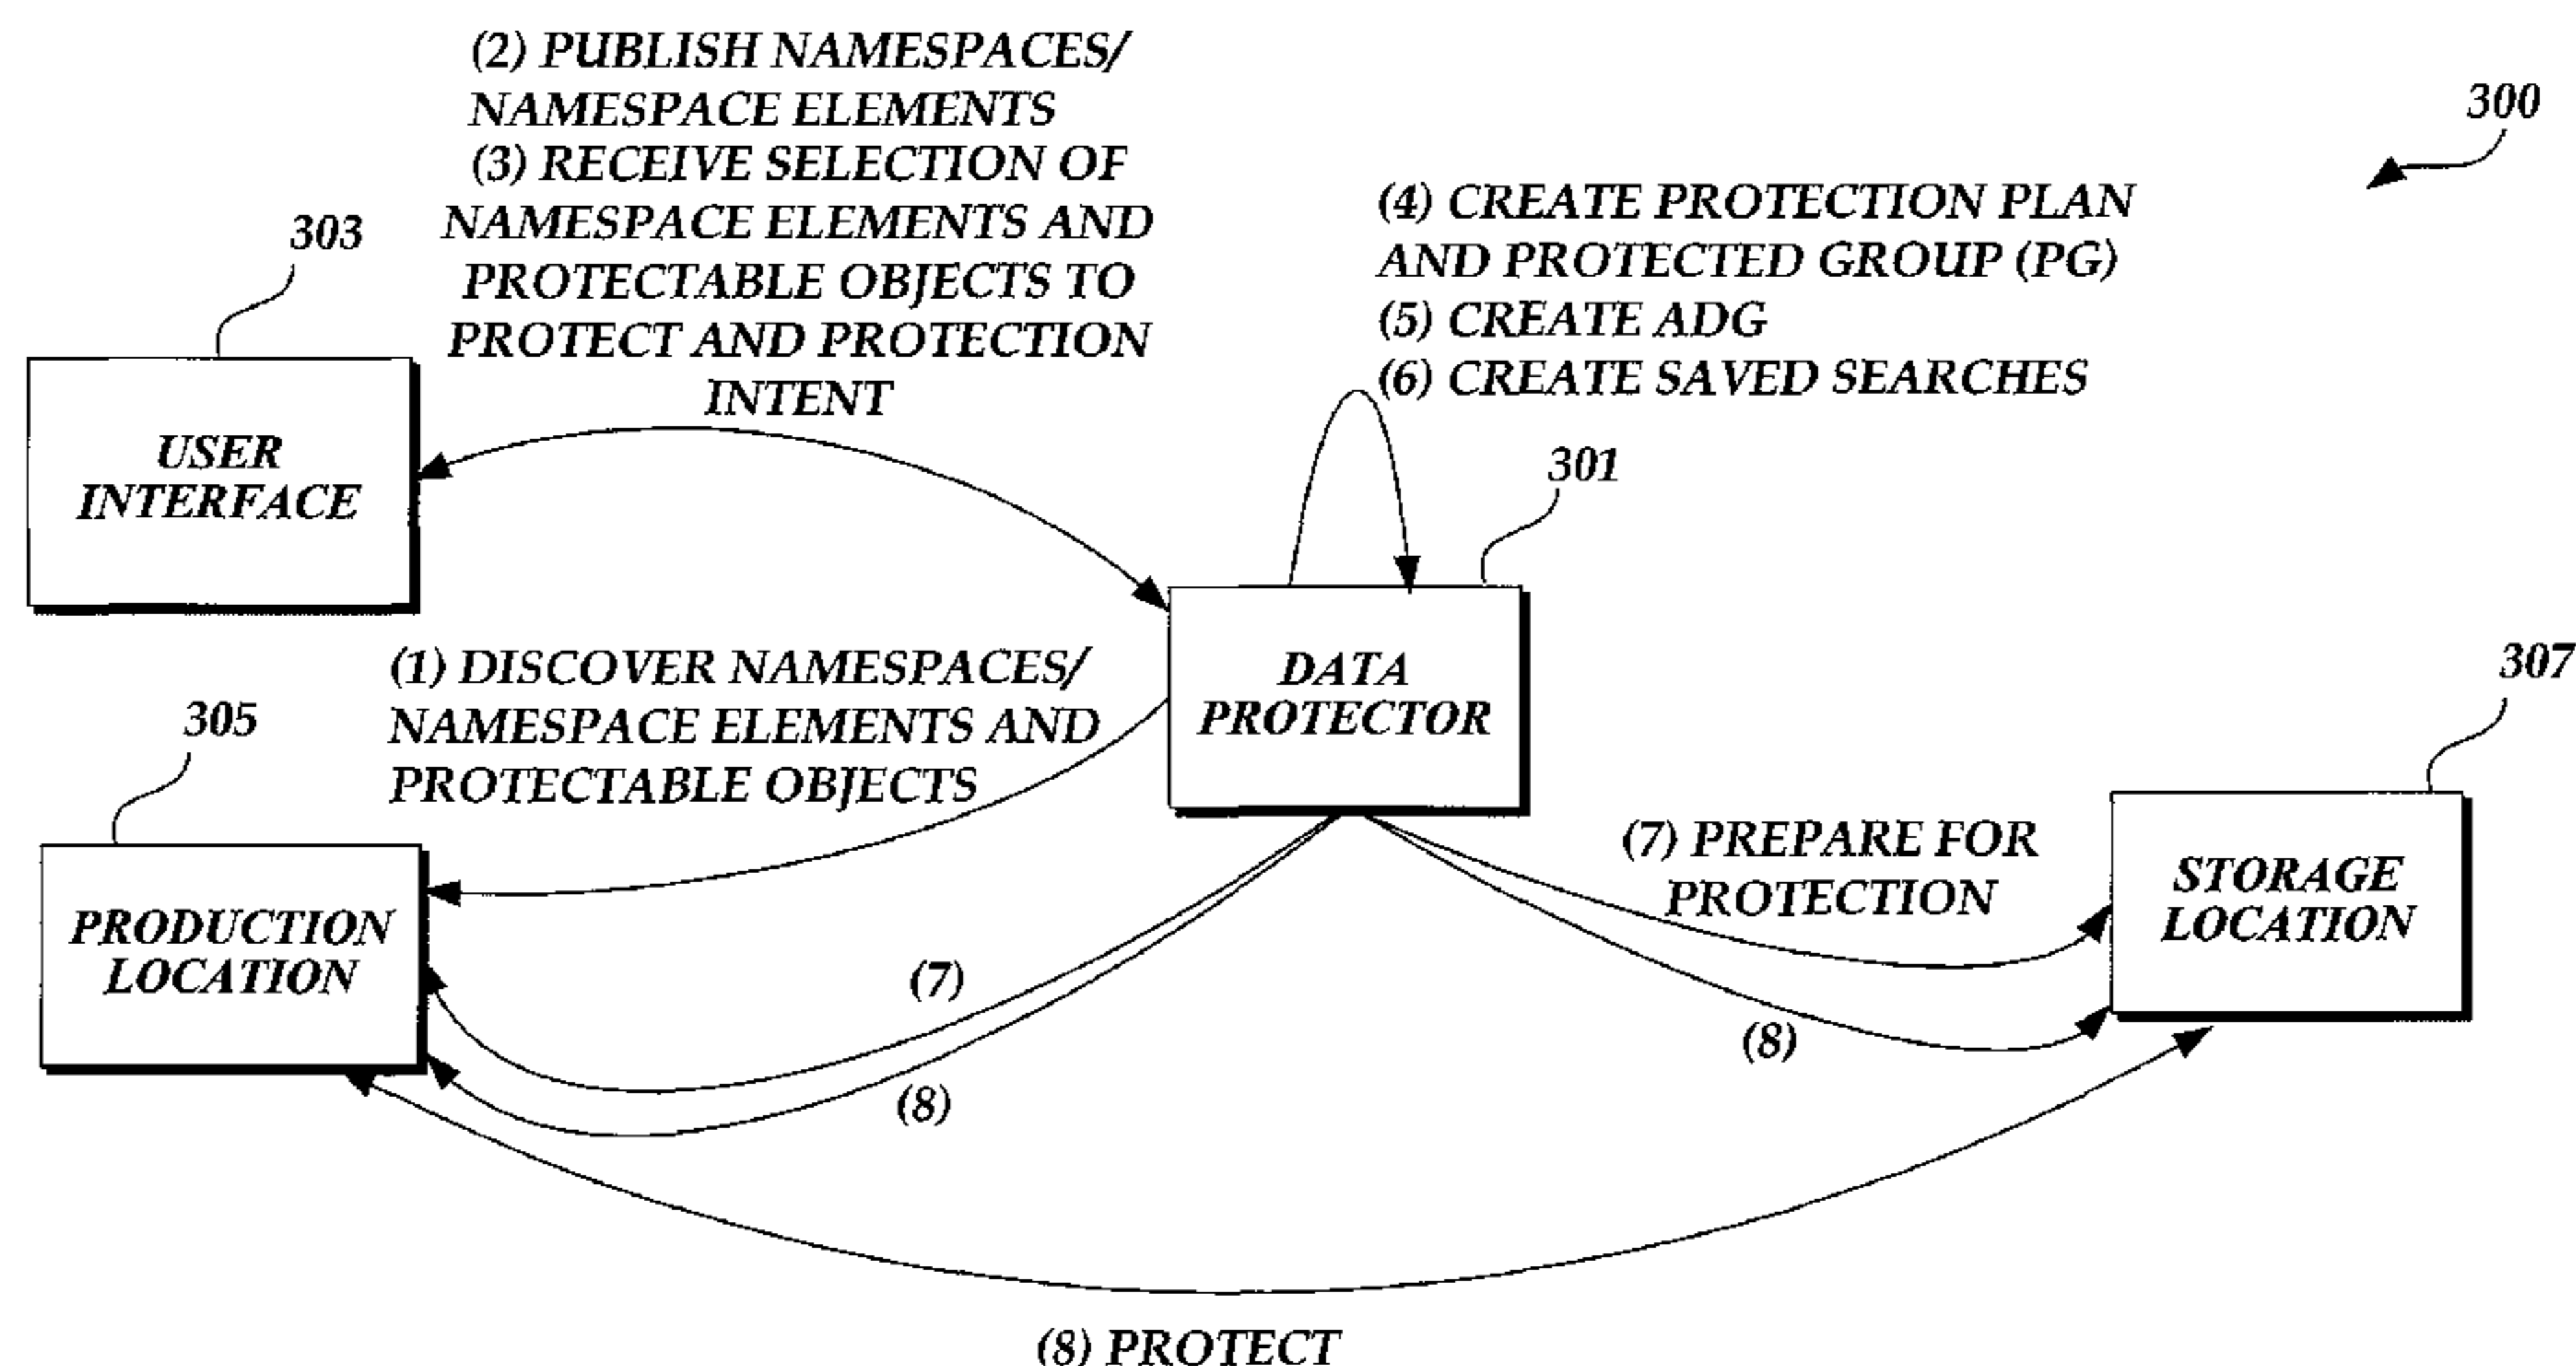 (2) PUBLISH NAMESPACES/
NAMESPACE ELEMENTS
(3) RECEIVE SELECTION OF
NAMESPACE ELEMENTS AND
PROTECTABLE OBJECTS TO
PROTECT AND PROTECTION
INTENT
300
(4) CREATE PROTECTION PLAN
AND PROTECTED GROUP (PG)
(5) CREATE ADG
(6) CREATE SAVED SEARCHES
303
USER
INTERFACE
301
DATA
PROTECTOR
(1) DISCOVER NAMESPACES/
NAMESPACE ELEMENTS AND
PROTECTABLE OBJECTS
305
PRODUCTION
LOCATION
307
STORAGE
LOCATION
(7) PREPARE FOR
PROTECTION
(7)
(8)
(8)
(8) PROTECT